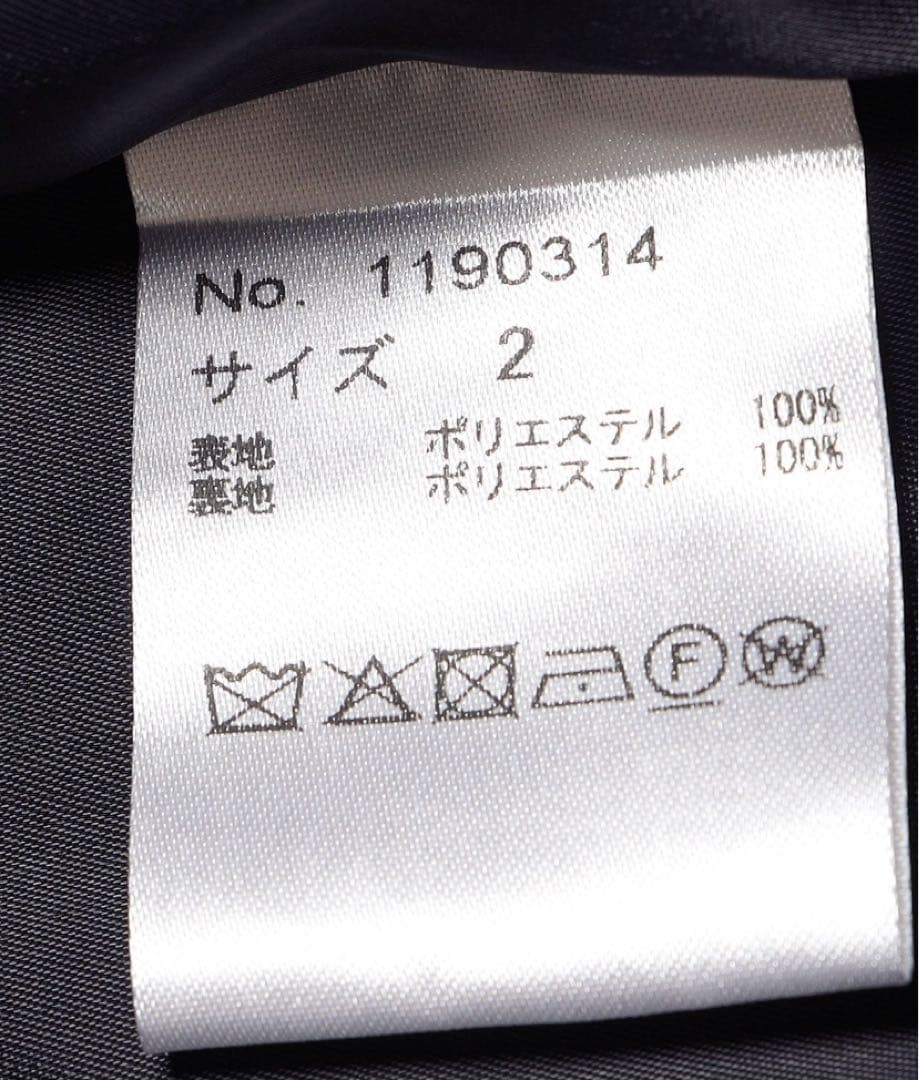 No. 1190314
サイズ 2
表地 ポリエステル 100%
裏地 ポリエステル 100%
F
W